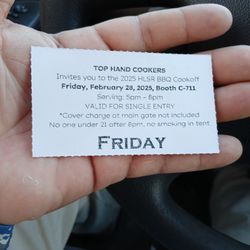 TOP HAND COOKERS
Invites you to the 2025 HLSR BBQ Cookoff
Friday, February 28, 2025, Booth C-711
Serving: 5pm - 8pm
VALID FOR SINGLE ENTRY
*Cover charge at main gate not included
No one under 21 after 8pm, no smoking in tent
FRIDAY